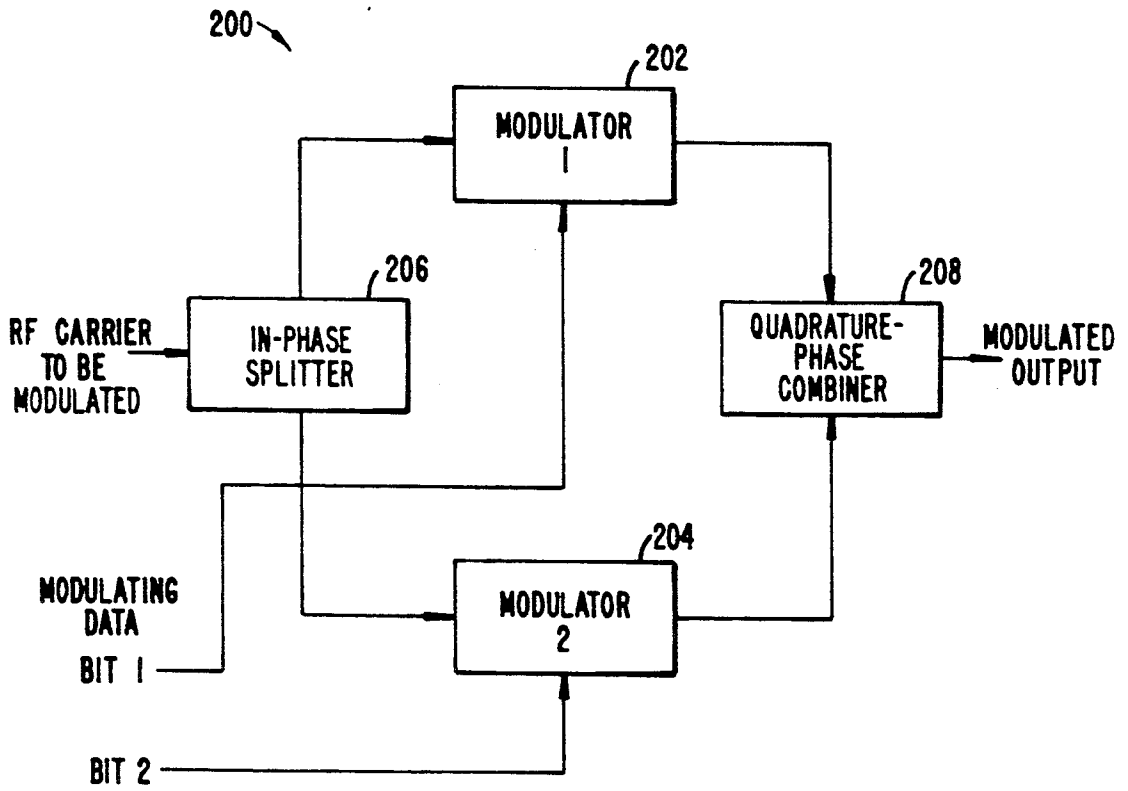 200
202
MODULATOR
1
206
208
RF CARRIER
TO BE
MODULATED
IN-PHASE
SPLITTER
QUADRATURE-
PHASE
COMBINER
MODULATED
OUTPUT
204
MODULATING
DATA
MODULATOR
2
BIT 1
BIT 2